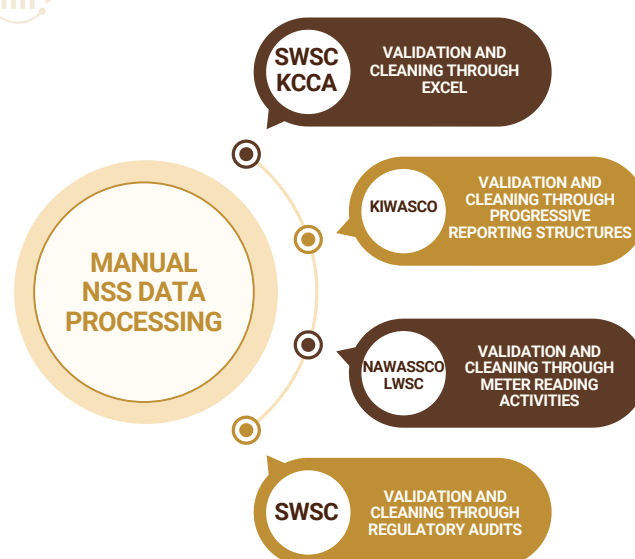 SWSC
KCCA
VALIDATION AND
CLEANING THROUGH
EXCEL
KIWASCO
VALIDATION AND
CLEANING THROUGH
PROGRESSIVE
REPORTING STRUCTURES
MANUAL
NSS DATA
PROCESSING
NAWASSCO
LWSC
VALIDATION AND
CLEANING THROUGH
METER READING
ACTIVITIES
SWSC
VALIDATION AND
CLEANING THROUGH
REGULATORY AUDITS